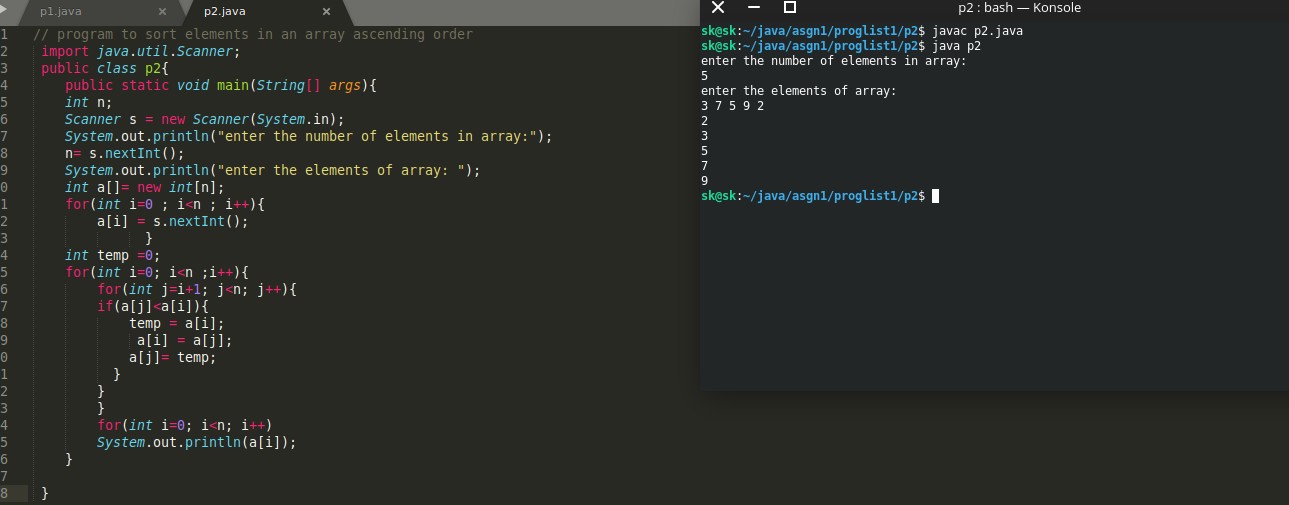 p1.java × p2.java ×
1 // program to sort elements in an array ascending order
2 import java.util.Scanner;
3 public class p2{
4 public static void main(String[] args){
5 int n;
6 Scanner s = new Scanner(System.in);
7 System.out.println("enter the number of elements in array:");
8 n= s.nextInt();
9 System.out.println("enter the elements of array: ");
0 int a[]= new int[n];
1 for(int i=0 ; i<n ; i++){
2 a[i] = s.nextInt();
3 }
4 int temp =0;
5 for(int i=0; i<n ;i++){
6 for(int j=i+1; j<n; j++){
7 if(a[j]<a[i]){
8 temp = a[i];
9 a[i] = a[j];
0 a[j]= temp;
1 }
2 }
3 }
4 for(int i=0; i<n; i++)
5 System.out.println(a[i]);
6 }
7
8 }
p2 : bash — Konsole
sk@sk:~/java/asgn1/proglist1/p2$ javac p2.java
sk@sk:~/java/asgn1/proglist1/p2$ java p2
enter the number of elements in array:
5
enter the elements of array:
3 7 5 9 2
2
3
5
7
9
sk@sk:~/java/asgn1/proglist1/p2$